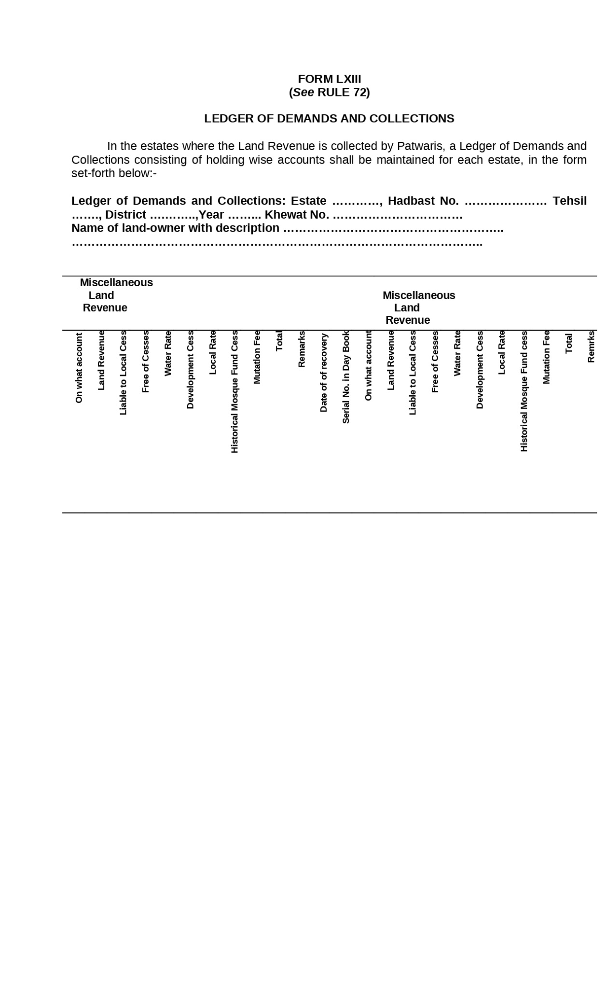 FORM LXIII
(See RULE 72)
LEDGER OF DEMANDS AND COLLECTIONS
In the estates where the Land Revenue is collected by Patwaris, a Ledger of Demands and
Collections consisting of holding wise accounts shall be maintained for each estate, in the form
set-forth below:-
Ledger of Demands and Collections: Estate …………, Hadbast No. ………………… Tehsil
……., District ………..,Year ……... Khewat No. ……………………………
Name of land-owner with description ………………………………………………..
…………………………………………………………………………………………..
Miscellaneous
Land
Revenue
Miscellaneous
Land
Revenue
On what account
Land Revenue
Liable to Local Cess
Free of Cesses
Water Rate
Development Cess
Local Rate
Historical Mosque Fund Cess
Mutation Fee
Total
Remarks
Date of of recovery
Serial No. in Day Book
On what account
Land Revenue
Liable to Local Cess
Free of Cesses
Water Rate
Development Cess
Local Rate
Historical Mosque Fund cess
Mutation Fee
Total
Remrks